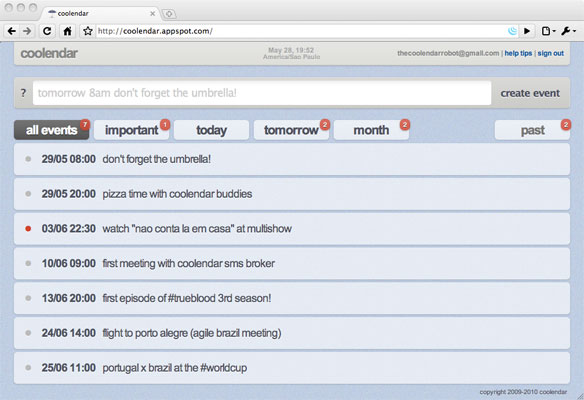 coolendar
http://coolendar.appspot.com/
coolendar
May 28, 19:52
America/Sao Paulo
thecoolendarrobot@gmail.com | help tips | sign out
? tomorrow 8am don't forget the umbrella! create event
all events 7 important 1 today tomorrow 2 month 2 past 2
29/05 08:00 don't forget the umbrella!
29/05 20:00 pizza time with coolendar buddies
03/06 22:30 watch "nao conta la em casa" at multishow
10/06 09:00 first meeting with coolendar sms broker
13/06 20:00 first episode of #trueblood 3rd season!
24/06 14:00 flight to porto alegre (agile brazil meeting)
25/06 11:00 portugal x brazil at the #worldcup
copyright 2009-2010 coolendar